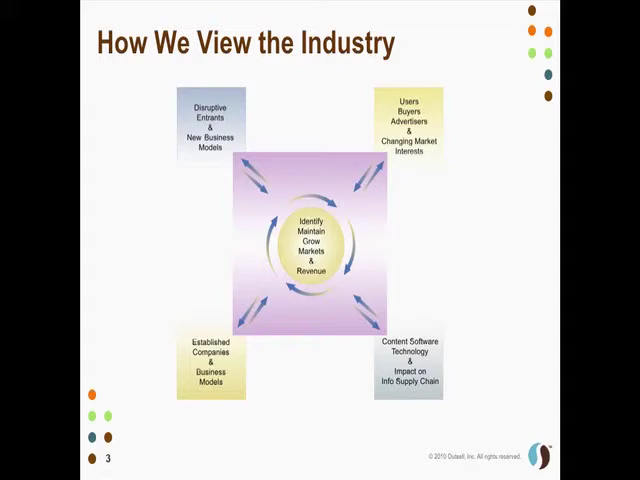 How We View the Industry
Disruptive
Entrants
&
New Business
Models
Users
Buyers
Advertisers
&
Changing Market
Interests
Identify
Maintain
Grow
Markets
&
Revenue
Established
Companies
&
Business
Models
Content Software
Technology
&
Impact on
Info Supply Chain
3
© 2010 Outsell, Inc. All rights reserved.